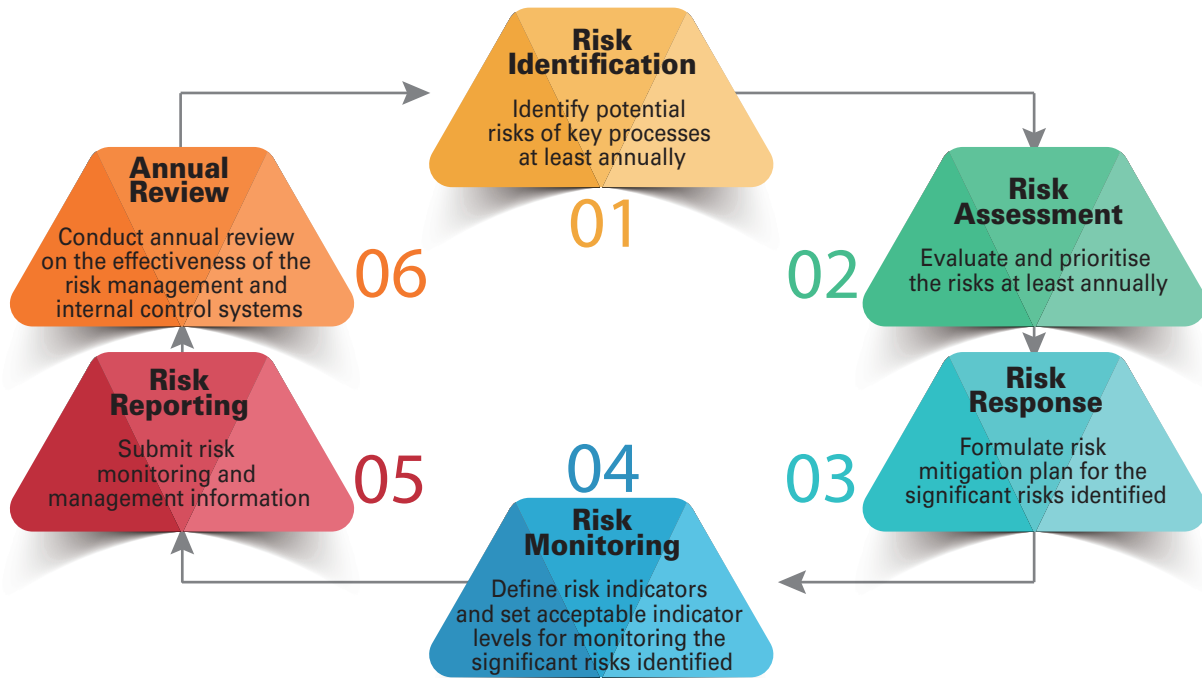 Risk
Identification
Identify potential
risks of key processes
at least annually
01
Risk
Assessment
Evaluate and prioritise
the risks at least annually
02
Risk
Response
Formulate risk
mitigation plan for the
significant risks identified
03
04
Risk
Monitoring
Define risk indicators
and set acceptable indicator
levels for monitoring the
significant risks identified
Risk
Reporting
Submit risk
monitoring and
management information
05
Annual
Review
Conduct annual review
on the effectiveness of the
risk management and
internal control systems
06